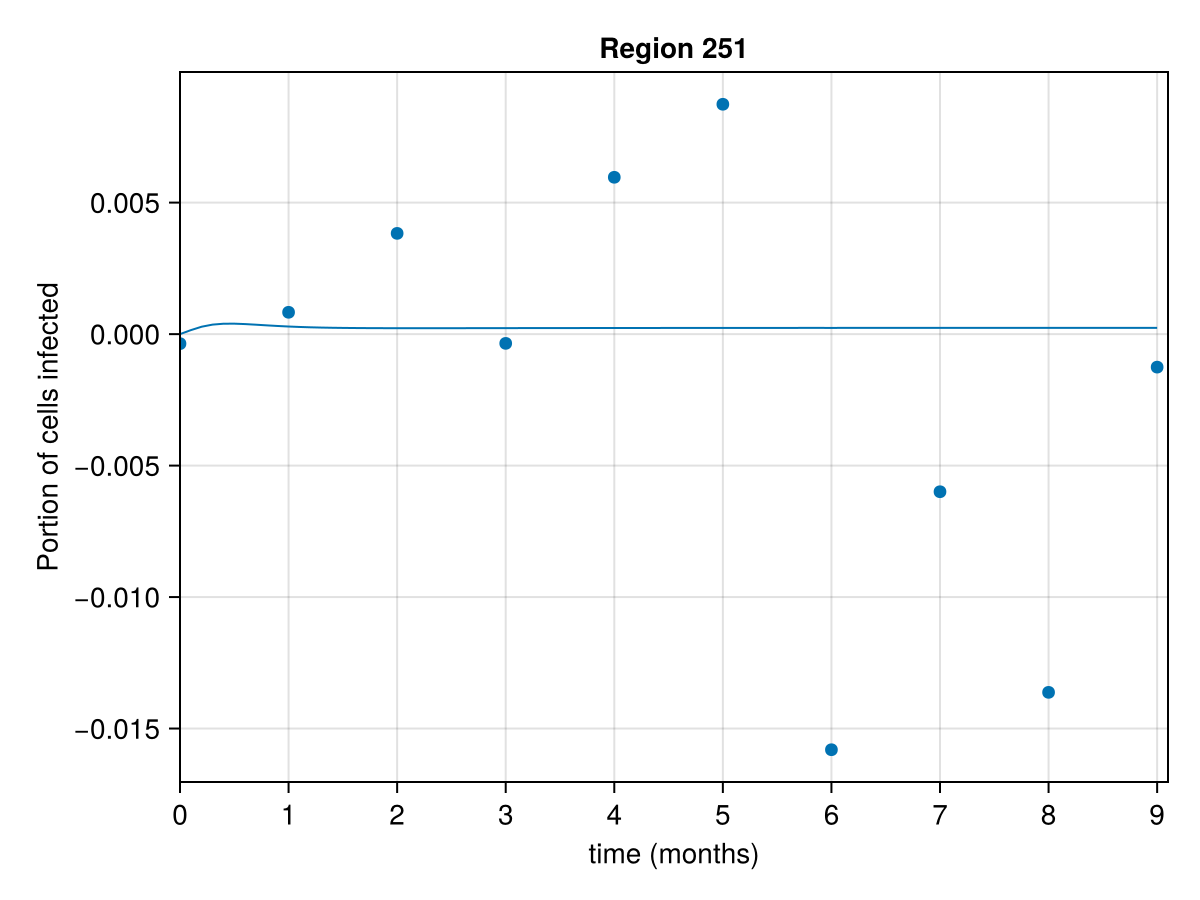 Region 251
Portion of cells infected
0.005
0.000
−0.005
−0.010
−0.015
0 1 2 3 4 5 6 7 8 9
time (months)